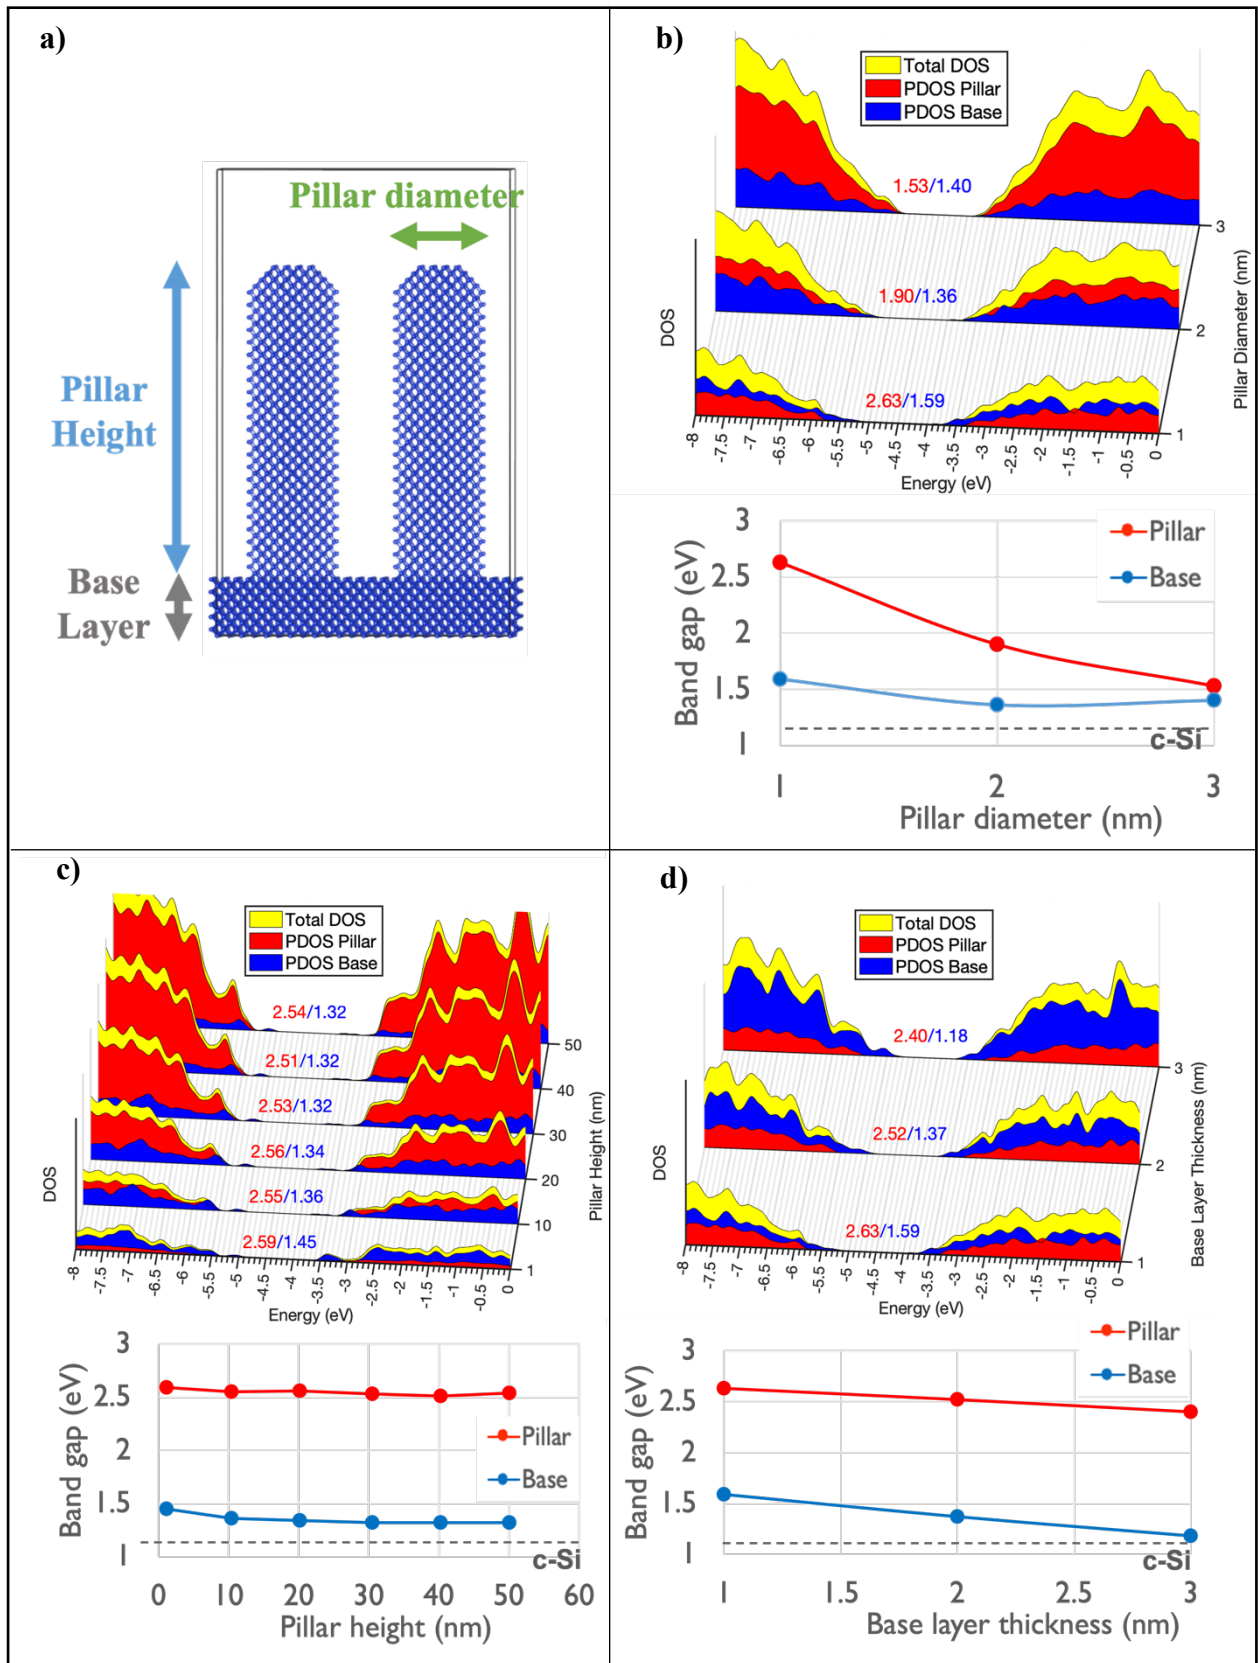 a)
Pillar diameter
Pillar
Height
Base
Layer
b)
Total DOS
PDOS Pillar
PDOS Base
1.53/1.40
1.90/1.36
2.63/1.59
DOS
3
2
1
Pillar Diameter (nm)
-8 -7.5 -7 -6.5 -6 -5.5 -5 -4.5 -4 -3.5 -3 -2.5 -2 -1.5 -1 -0.5 0
Energy (eV)
3
2.5
2
1.5
1
Band gap (eV)
Pillar
Base
c-Si
1 2 3
Pillar diameter (nm)
c)
Total DOS
PDOS Pillar
PDOS Base
2.54/1.32
2.51/1.32
2.53/1.32
2.56/1.34
2.55/1.36
2.59/1.45
DOS
50
40
30
20
10
1
Pillar Height (nm)
-8 -7.5 -7 -6.5 -6 -5.5 -5 -4.5 -4 -3.5 -3 -2.5 -2 -1.5 -1 -0.5 0
Energy (eV)
3
2.5
2
1.5
1
Band gap (eV)
Pillar
Base
c-Si
0 10 20 30 40 50 60
Pillar height (nm)
d)
Total DOS
PDOS Pillar
PDOS Base
2.40/1.18
2.52/1.37
2.63/1.59
DOS
3
2
1
Base Layer Thickness (nm)
-8 -7.5 -7 -6.5 -6 -5.5 -5 -4.5 -4 -3.5 -3 -2.5 -2 -1.5 -1 -0.5 0
Energy (eV)
Pillar
Base
3
2.5
2
1.5
1
Band gap (eV)
c-Si
1 1.5 2 2.5 3
Base layer thickness (nm)